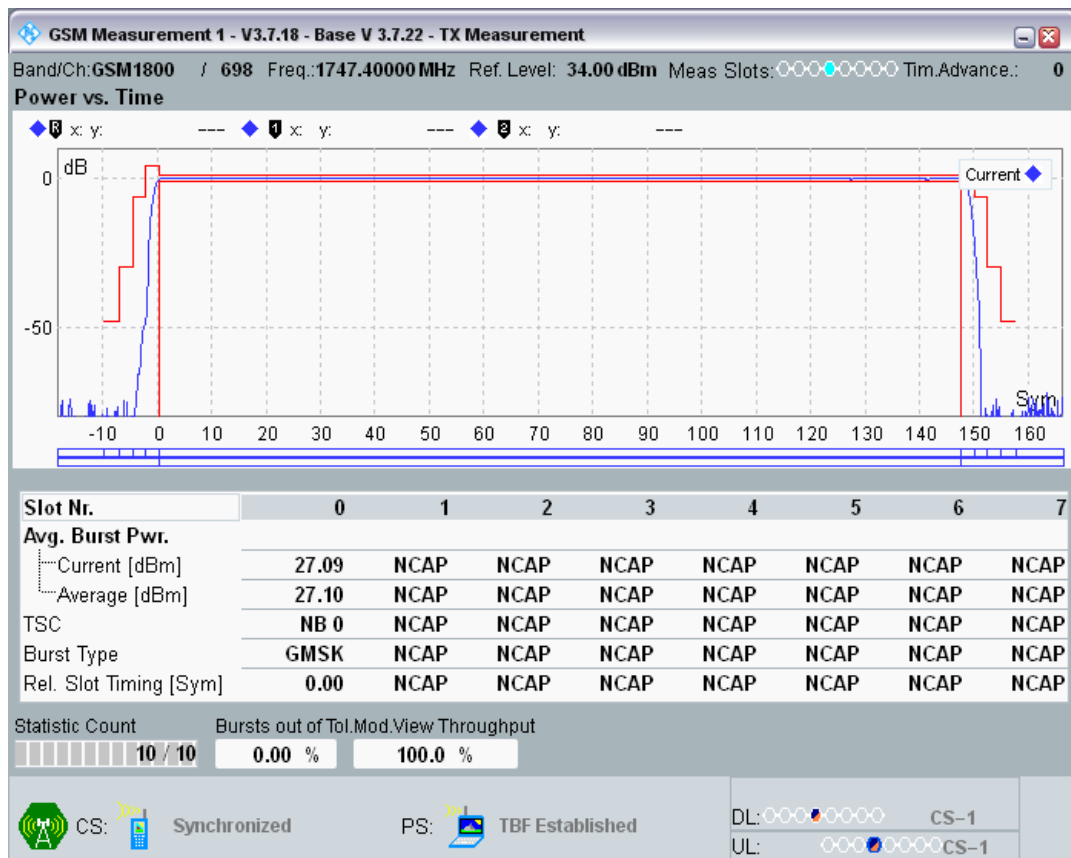 GSM Measurement 1 - V3.7.18 - Base V 3.7.22 - TX Measurement
Band/Ch:GSM1800 / 698 Freq.:1747.40000 MHz Ref. Level: 34.00 dBm Meas Slots: Tim.Advance.: 0
Power vs. Time
R x: y: --- 1 x: y: --- 2 x: y: ---
dB
Current
0
-50
Sym
-10 0 10 20 30 40 50 60 70 80 90 100 110 120 130 140 150 160
Slot Nr. 0 1 2 3 4 5 6 7
Avg. Burst Pwr.
Current [dBm] 27.09 NCAP NCAP NCAP NCAP NCAP NCAP NCAP
Average [dBm] 27.10 NCAP NCAP NCAP NCAP NCAP NCAP NCAP
TSC NB 0 NCAP NCAP NCAP NCAP NCAP NCAP NCAP
Burst Type GMSK NCAP NCAP NCAP NCAP NCAP NCAP NCAP
Rel. Slot Timing [Sym] 0.00 NCAP NCAP NCAP NCAP NCAP NCAP NCAP
Statistic Count Bursts out of Tol. Mod.View Throughput
10 / 10 0.00 % 100.0 %
CS: Synchronized PS: TBF Established
DL: CS-1
UL: CS-1